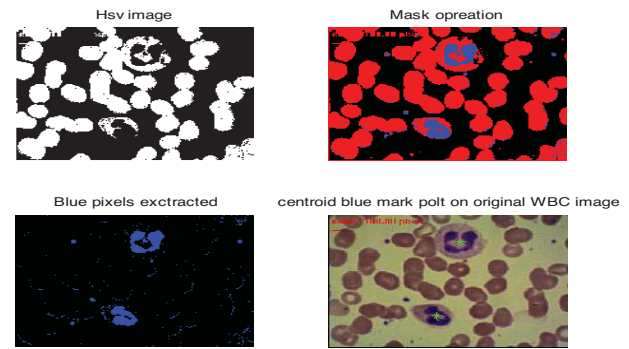 Hsv image
Mask opreation
Blue pixels exctracted
centroid blue mark polt on original WBC image